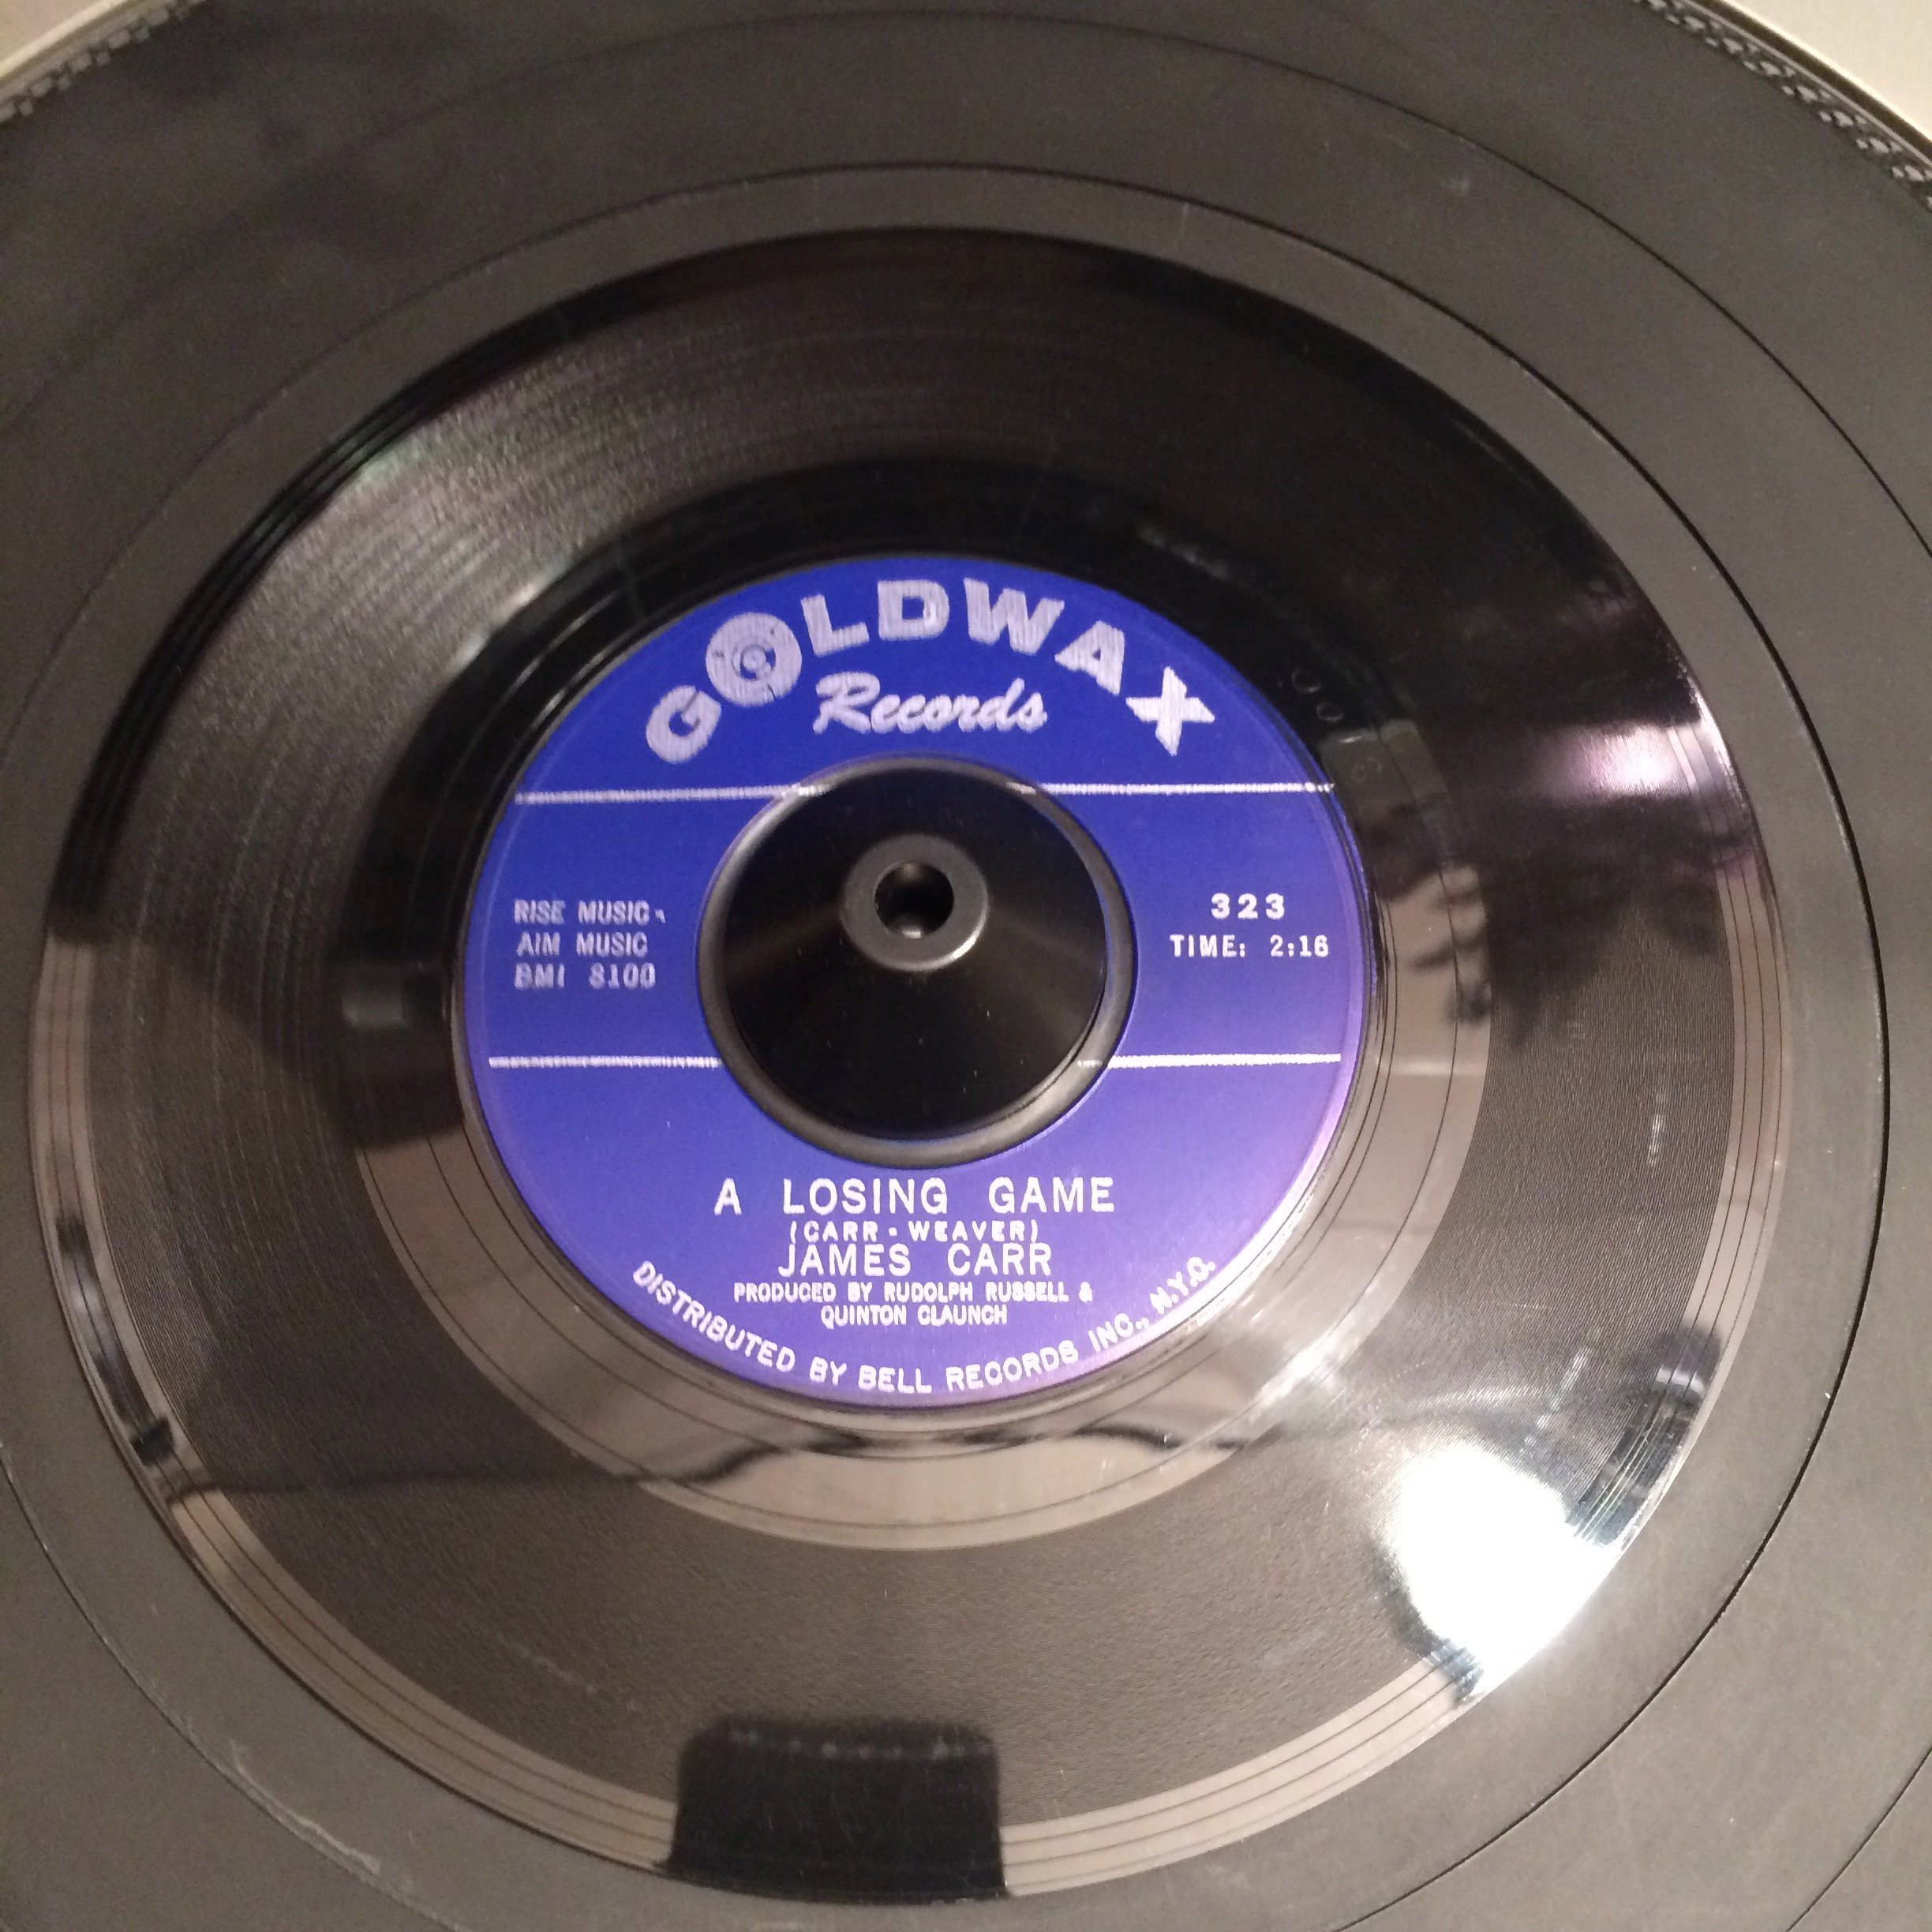 GOLDWAX
Records
RISE MUSIC-
AIM MUSIC
BMI 8100
323
TIME: 2:16
A LOSING GAME
(CARR-WEAVER)
JAMES CARR
PRODUCED BY RUDOLPH RUSSELL &
QUINTON CLAUNCH
DISTRIBUTED BY BELL RECORDS INC., N.Y.C.